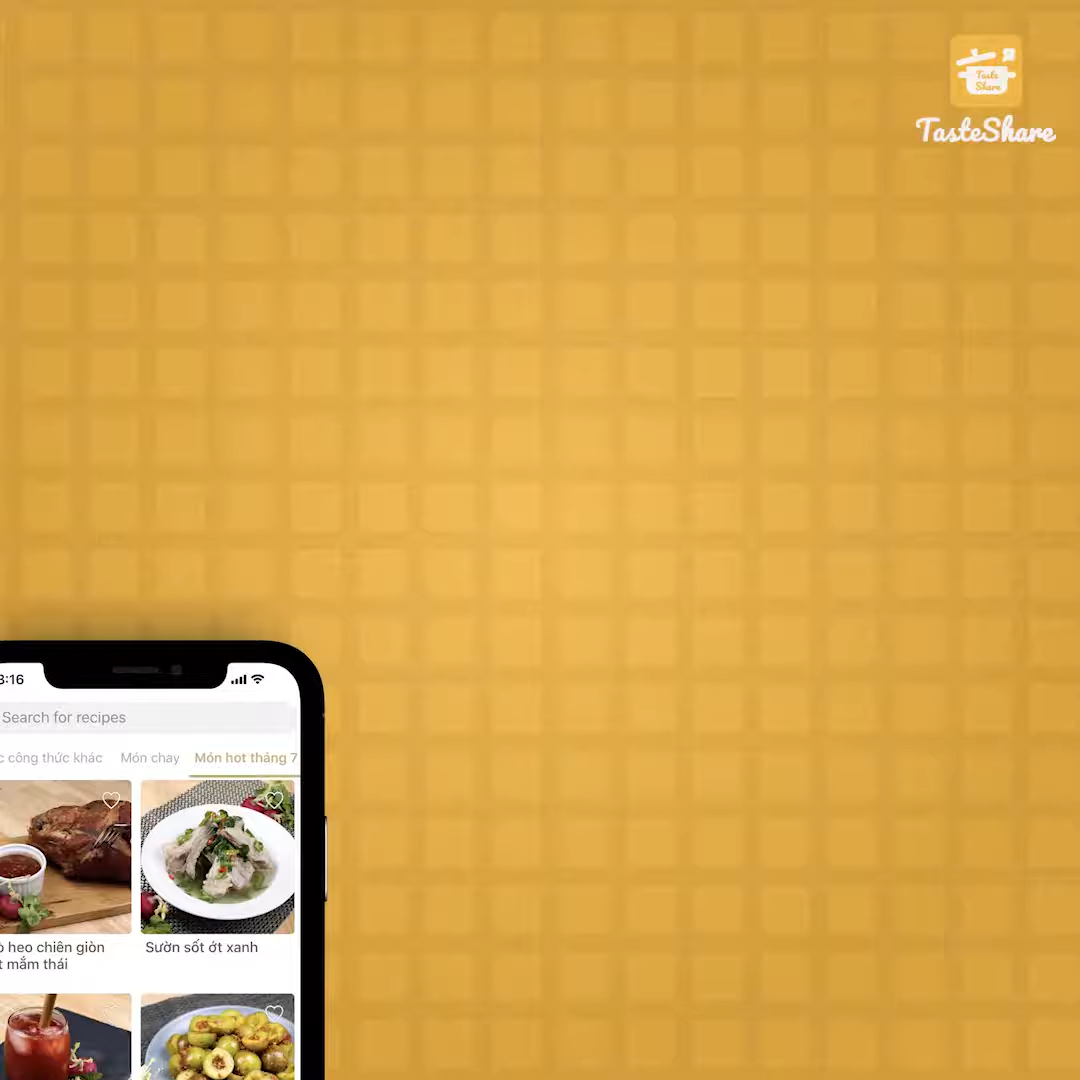 Taste
Share
TasteShare
3:16
Search for recipes
công thức khác
Món chay
Món hot tháng 7
heo chiên giòn
mắm thái
Sườn sốt ớt xanh